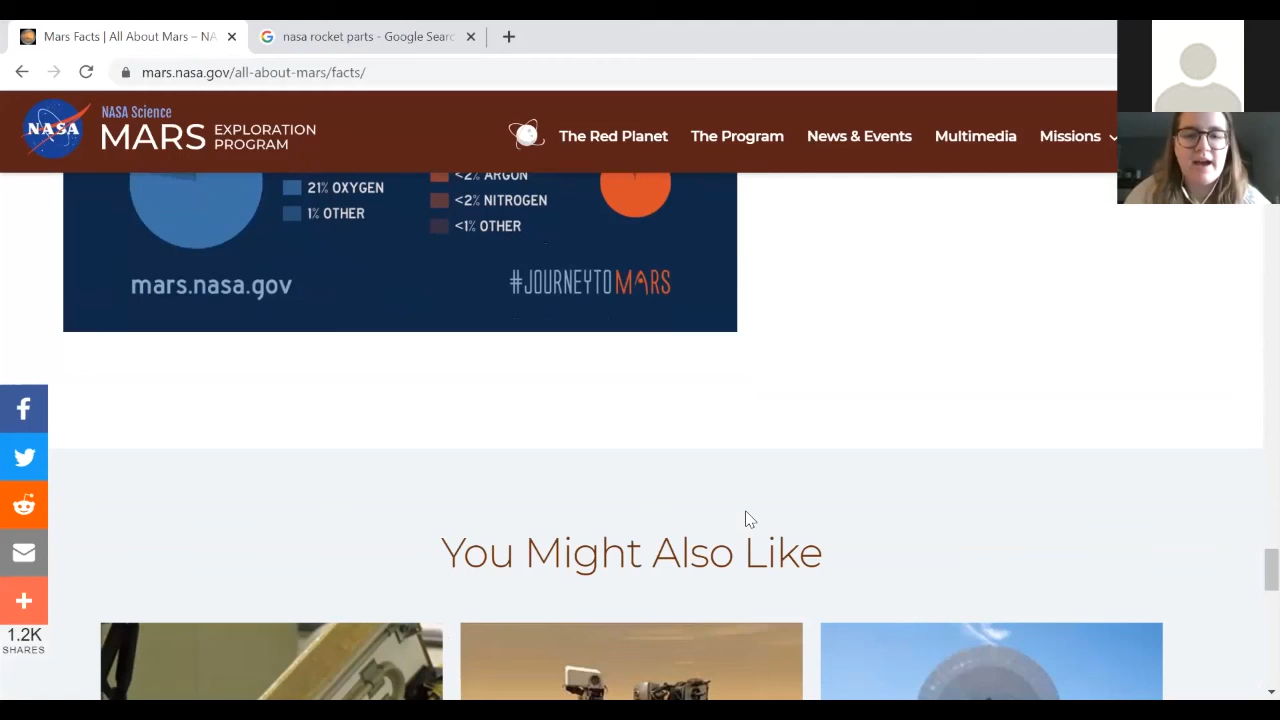 Mars Facts | All About Mars – NA
nasa rocket parts - Google Searc
mars.nasa.gov/all-about-mars/facts/
NASA
NASA Science
MARS EXPLORATION PROGRAM
The Red Planet
The Program
News & Events
Multimedia
Missions
21% OXYGEN
1% OTHER
<2% ARGON
<2% NITROGEN
<1% OTHER
mars.nasa.gov
#JOURNEYTOMARS
1.2K
SHARES
You Might Also Like